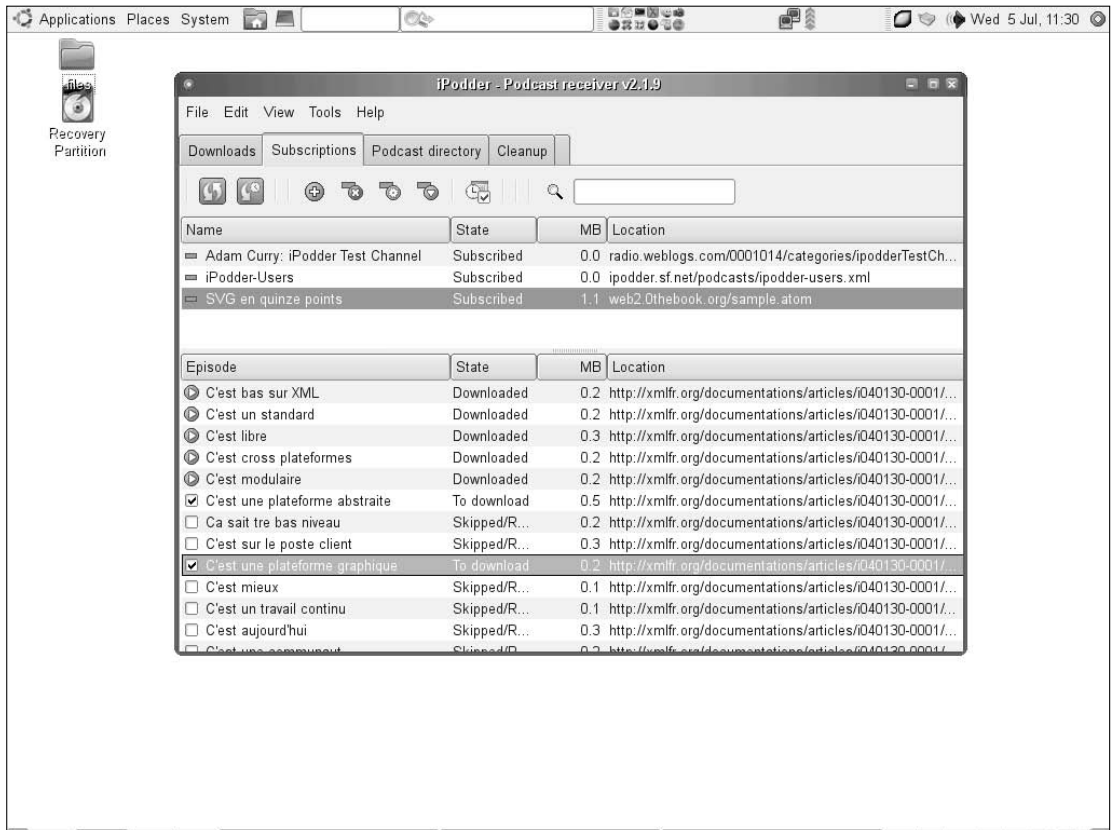 Applications Places System Wed 5 Jul, 11:30
files
Recovery
Partition
iPodder - Podcast receiver v2.1.9
File Edit View Tools Help
Downloads Subscriptions Podcast directory Cleanup
Name State MB Location
Adam Curry: iPodder Test Channel Subscribed 0.0 radio.weblogs.com/0001014/categories/ipodderTestCh...
iPodder-Users Subscribed 0.0 ipodder.sf.net/podcasts/ipodder-users.xml
SVG en quinze points Subscribed 1.1 web2.0thebook.org/sample.atom
Episode State MB Location
C'est bas sur XML Downloaded 0.2 http://xmlfr.org/documentations/articles/i040130-0001/...
C'est un standard Downloaded 0.2 http://xmlfr.org/documentations/articles/i040130-0001/...
C'est libre Downloaded 0.3 http://xmlfr.org/documentations/articles/i040130-0001/...
C'est cross plateformes Downloaded 0.2 http://xmlfr.org/documentations/articles/i040130-0001/...
C'est modulaire Downloaded 0.2 http://xmlfr.org/documentations/articles/i040130-0001/...
C'est une plateforme abstraite To download 0.5 http://xmlfr.org/documentations/articles/i040130-0001/...
Ca sait tre bas niveau Skipped/R... 0.2 http://xmlfr.org/documentations/articles/i040130-0001/...
C'est sur le poste client Skipped/R... 0.3 http://xmlfr.org/documentations/articles/i040130-0001/...
C'est une plateforme graphique To download 0.2 http://xmlfr.org/documentations/articles/i040130-0001/...
C'est mieux Skipped/R... 0.1 http://xmlfr.org/documentations/articles/i040130-0001/...
C'est un travail continu Skipped/R... 0.1 http://xmlfr.org/documentations/articles/i040130-0001/...
C'est aujourd'hui Skipped/R... 0.3 http://xmlfr.org/documentations/articles/i040130-0001/...